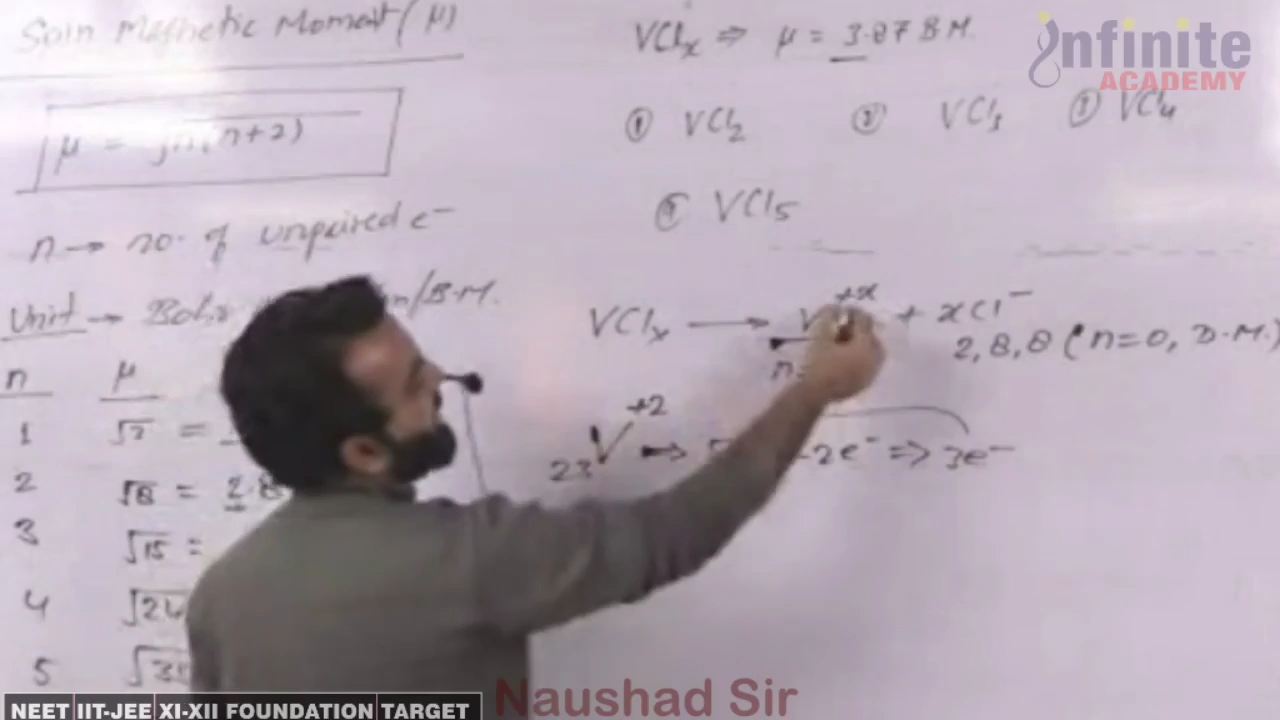 Spin Magnetic Moment (μ)
μ = √n(n+2)
n → no. of unpaired e⁻
Unit → /B.M.
n μ
1 √3 =
2 √8 = 2.8
3 √15 =
4 √24
5
VClx ⇒ μ = 3.87 B.M.
① VCl2 ② VCl3 ③ VCl4
④ VCl5
VClx → V +x + xCl⁻
n= 2, 8, 8 (n=0, D.M.)
23V +2 → -2e⁻ ⇒ 3e⁻
infinite
ACADEMY
NEET IIT-JEE XI-XII FOUNDATION TARGET
Naushad Sir